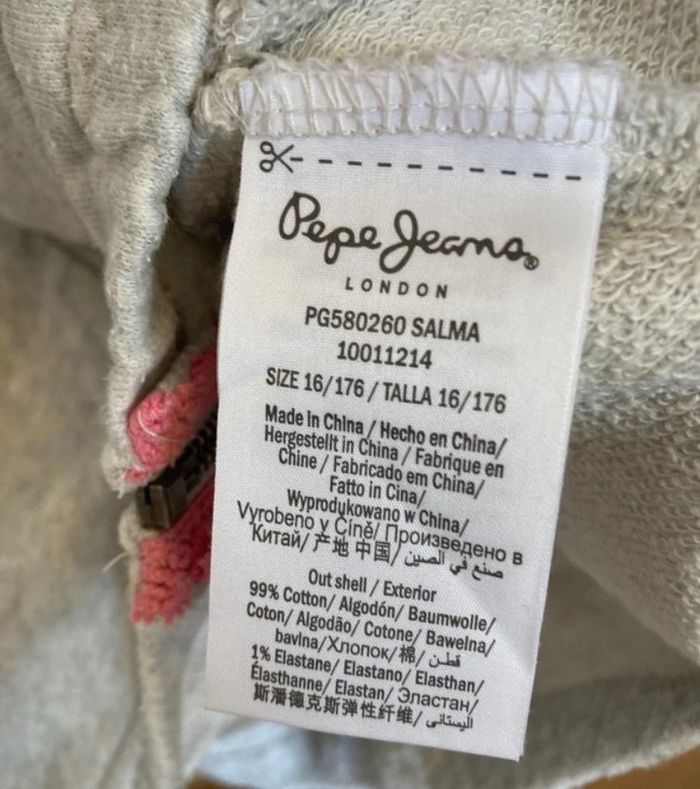 Pepe Jeans®
LONDON
PG580260 SALMA
10011214
SIZE 16/176 / TALLA 16/176
Made in China / Hecho en China/
Hergestellt in China / Fabrique en
Chine / Fabricado em China/
Fatto in Cina/
Wyprodukowano w China/
Vyrobeno v Číně/ Произведено в
Китай/ 产地 中国/ صنع في الصين
Out shell / Exterior
99% Cotton/ Algodón/ Baumwolle/
Coton/ Algodão/ Cotone/ Bawelna/
bavlna/Хлопок/棉/ قطن/
1% Elastane/ Elastano/ Elasthan/
Élasthanne/ Elastan/ Эластан/
斯潘德克斯弹性纤维/ اليستاني/